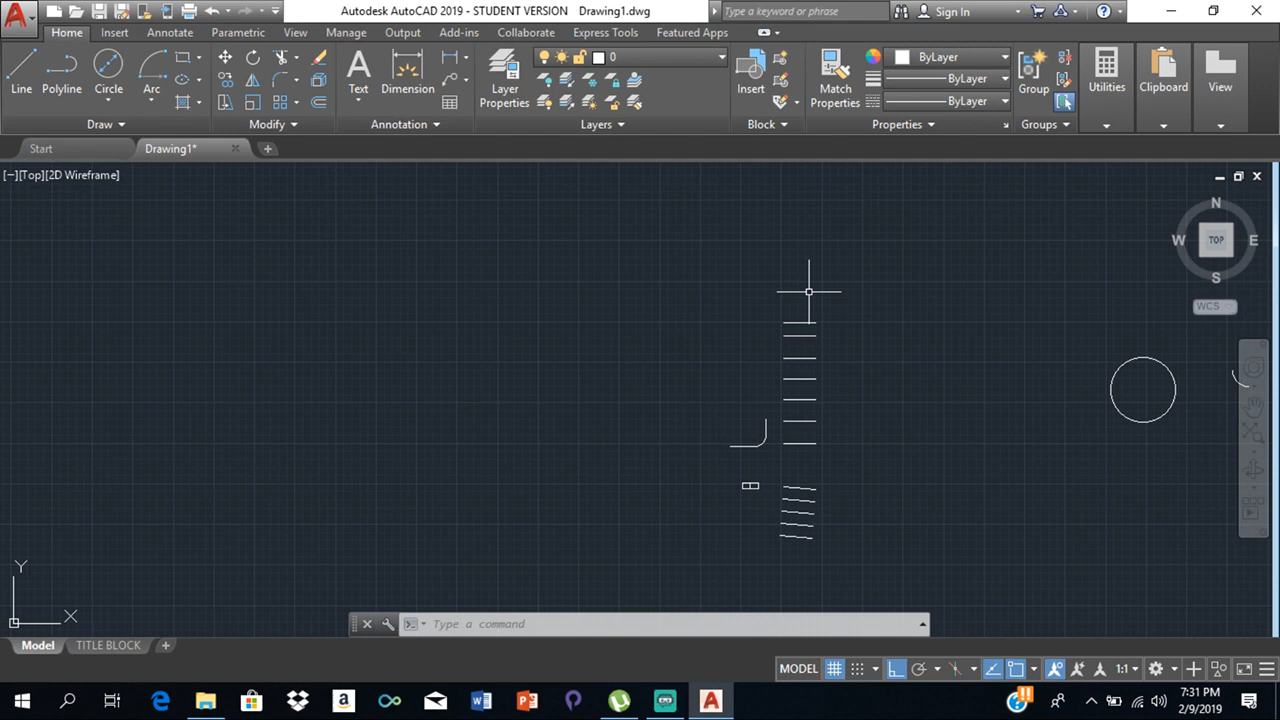 Autodesk AutoCAD 2019 - STUDENT VERSION Drawing1.dwg
Type a keyword or phrase
Sign In
Home Insert Annotate Parametric View Manage Output Add-ins Collaborate Express Tools Featured Apps
0
ByLayer
ByLayer
ByLayer
Line Polyline Circle Arc Text Dimension Layer Properties Insert Match Properties Group Utilities Clipboard View
Draw Modify Annotation Layers Block Properties Groups
Start Drawing1*
[−][Top][2D Wireframe]
N
W TOP E
S
WCS
Y
X
Type a command
Model TITLE BLOCK
MODEL 1:1
7:31 PM
2/9/2019